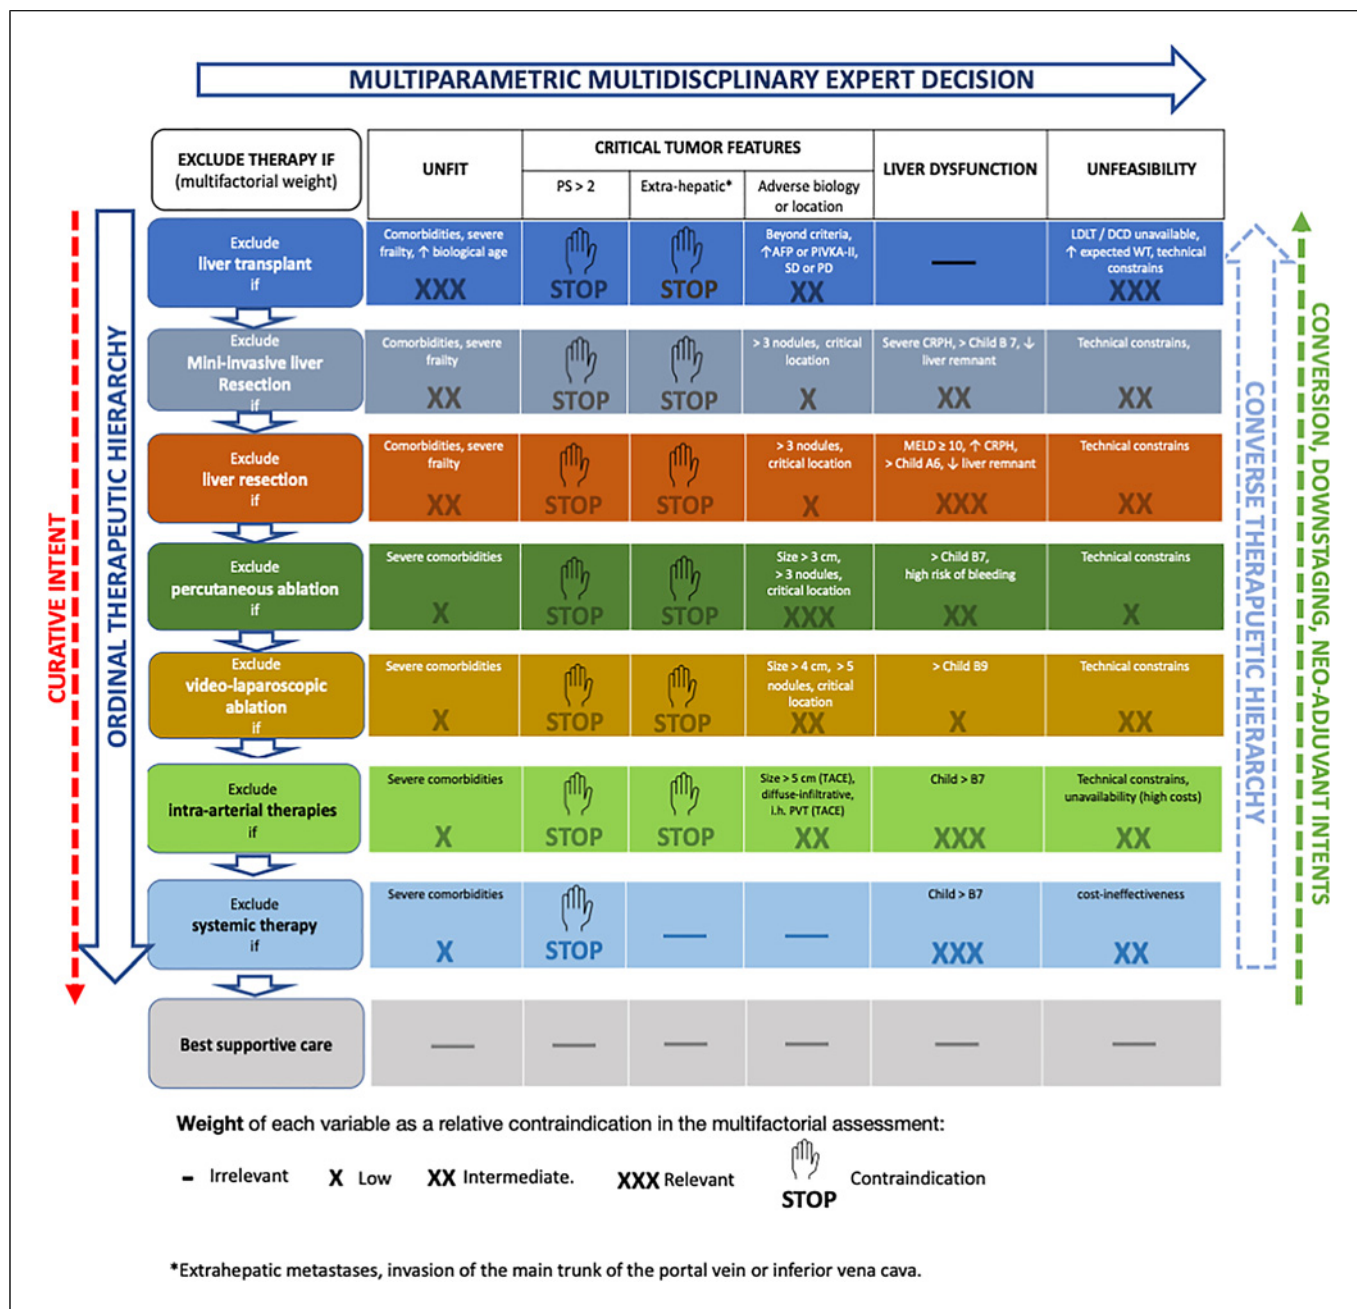 MULTIPARAMETRIC MULTIDISCPLINARY EXPERT DECISION
EXCLUDE THERAPY IF
(multifactorial weight)
UNFIT
CRITICAL TUMOR FEATURES
PS > 2
Extra-hepatic*
Adverse biology
or location
LIVER DYSFUNCTION
UNFEASIBILITY
CURATIVE INTENT
ORDINAL THERAPEUTIC HIERARCHY
Exclude
liver transplant
if
Comorbidities, severe
frailty, ↑ biological age
XXX
STOP
STOP
Beyond criteria,
↑AFP or PIVKA-II,
SD or PD
XX
—
LDLT / DCD unavailable,
↑ expected WT, technical
constrains
XXX
Exclude
Mini-invasive liver
Resection
if
Comorbidities, severe
frailty
XX
STOP
STOP
> 3 nodules, critical
location
X
Severe CRPH, > Child B 7, ↓
liver remnant
XX
Technical constrains,
XX
Exclude
liver resection
if
Comorbidities, severe
frailty
XX
STOP
STOP
> 3 nodules,
critical location
X
MELD ≥ 10, ↑ CRPH,
> Child A6, ↓ liver remnant
XXX
Technical constrains
XX
Exclude
percutaneous ablation
if
Severe comorbidities
X
STOP
STOP
Size > 3 cm,
> 3 nodules,
critical location
XXX
> Child B7,
high risk of bleeding
XX
Technical constrains
X
Exclude
video-laparoscopic
ablation
if
Severe comorbidities
X
STOP
STOP
Size > 4 cm, > 5
nodules, critical
location
XX
> Child B9
X
Technical constrains
XX
Exclude
intra-arterial therapies
if
Severe comorbidities
X
STOP
STOP
Size > 5 cm (TACE),
diffuse-infiltrative,
i.h. PVT (TACE)
XX
Child > B7
XXX
Technical constrains,
unavailability (high costs)
XX
Exclude
systemic therapy
if
Severe comorbidities
X
STOP
—
—
Child > B7
XXX
cost-ineffectiveness
XX
Best supportive care
—
—
—
—
—
—
CONVERSE THERAPUETIC HIERARCHY
CONVERSION, DOWNSTAGING, NEO-ADJUVANT INTENTS
Weight of each variable as a relative contraindication in the multifactorial assessment:
– Irrelevant
X Low
XX Intermediate.
XXX Relevant
STOP
Contraindication
*Extrahepatic metastases, invasion of the main trunk of the portal vein or inferior vena cava.